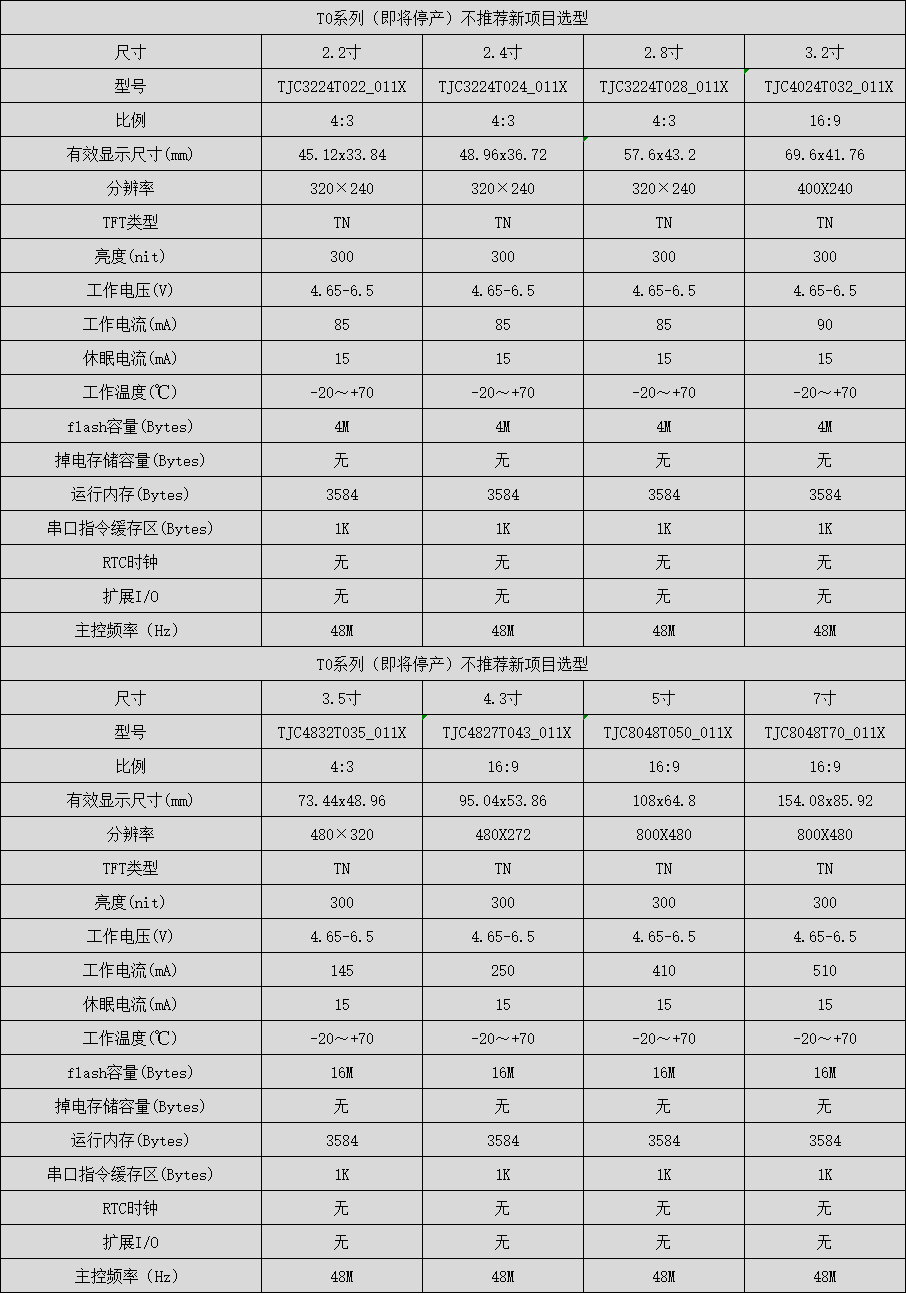 T0系列（即将停产）不推荐新项目选型
尺寸 2.2寸 2.4寸 2.8寸 3.2寸
型号 TJC3224T022_011X TJC3224T024_011X TJC3224T028_011X TJC4024T032_011X
比例 4:3 4:3 4:3 16:9
有效显示尺寸(mm) 45.12x33.84 48.96x36.72 57.6x43.2 69.6x41.76
分辨率 320×240 320×240 320×240 400X240
TFT类型 TN TN TN TN
亮度(nit) 300 300 300 300
工作电压(V) 4.65-6.5 4.65-6.5 4.65-6.5 4.65-6.5
工作电流(mA) 85 85 85 90
休眠电流(mA) 15 15 15 15
工作温度(℃) -20～+70 -20～+70 -20～+70 -20～+70
flash容量(Bytes) 4M 4M 4M 4M
掉电存储容量(Bytes) 无 无 无 无
运行内存(Bytes) 3584 3584 3584 3584
串口指令缓存区(Bytes) 1K 1K 1K 1K
RTC时钟 无 无 无 无
扩展I/O 无 无 无 无
主控频率（Hz） 48M 48M 48M 48M
T0系列（即将停产）不推荐新项目选型
尺寸 3.5寸 4.3寸 5寸 7寸
型号 TJC4832T035_011X TJC4827T043_011X TJC8048T050_011X TJC8048T70_011X
比例 4:3 16:9 16:9 16:9
有效显示尺寸(mm) 73.44x48.96 95.04x53.86 108x64.8 154.08x85.92
分辨率 480×320 480X272 800X480 800X480
TFT类型 TN TN TN TN
亮度(nit) 300 300 300 300
工作电压(V) 4.65-6.5 4.65-6.5 4.65-6.5 4.65-6.5
工作电流(mA) 145 250 410 510
休眠电流(mA) 15 15 15 15
工作温度(℃) -20～+70 -20～+70 -20～+70 -20～+70
flash容量(Bytes) 16M 16M 16M 16M
掉电存储容量(Bytes) 无 无 无 无
运行内存(Bytes) 3584 3584 3584 3584
串口指令缓存区(Bytes) 1K 1K 1K 1K
RTC时钟 无 无 无 无
扩展I/O 无 无 无 无
主控频率（Hz） 48M 48M 48M 48M